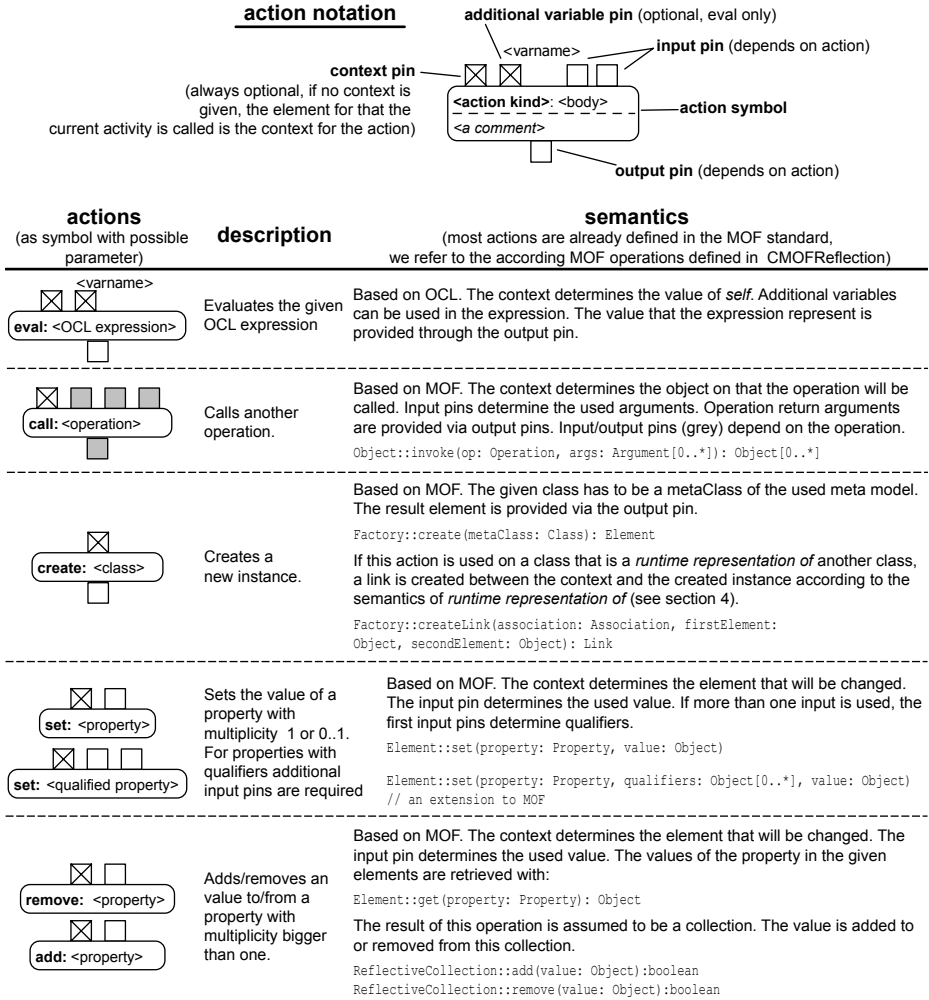 action notation
additional variable pin (optional, eval only)
<varname>
input pin (depends on action)
context pin
(always optional, if no context is
given, the element for that the
current activity is called is the context for the action)
<action kind>: <body>
<a comment>
action symbol
output pin (depends on action)
actions
(as symbol with possible
parameter)
description
semantics
(most actions are already defined in the MOF standard,
we refer to the according MOF operations defined in CMOFReflection)
<varname>
eval: <OCL expression>
Evaluates the given
OCL expression
Based on OCL. The context determines the value of self. Additional variables
can be used in the expression. The value that the expression represent is
provided through the output pin.
call: <operation>
Calls another
operation.
Based on MOF. The context determines the object on that the operation will be
called. Input pins determine the used arguments. Operation return arguments
are provided via output pins. Input/output pins (grey) depend on the operation.
Object::invoke(op: Operation, args: Argument[0..*]): Object[0..*]
create: <class>
Creates a
new instance.
Based on MOF. The given class has to be a metaClass of the used meta model.
The result element is provided via the output pin.
Factory::create(metaClass: Class): Element
If this action is used on a class that is a runtime representation of another class,
a link is created between the context and the created instance according to the
semantics of runtime representation of (see section 4).
Factory::createLink(association: Association, firstElement:
Object, secondElement: Object): Link
set: <property>
set: <qualified property>
Sets the value of a
property with
multiplicity 1 or 0..1.
For properties with
qualifiers additional
input pins are required
Based on MOF. The context determines the element that will be changed.
The input pin determines the used value. If more than one input is used, the
first input pins determine qualifiers.
Element::set(property: Property, value: Object)
Element::set(property: Property, qualifiers: Object[0..*], value: Object)
// an extension to MOF
remove: <property>
add: <property>
Adds/removes an
value to/from a
property with
multiplicity bigger
than one.
Based on MOF. The context determines the element that will be changed. The
input pin determines the used value. The values of the property in the given
elements are retrieved with:
Element::get(property: Property): Object
The result of this operation is assumed to be a collection. The value is added to
or removed from this collection.
ReflectiveCollection::add(value: Object):boolean
ReflectiveCollection::remove(value: Object):boolean